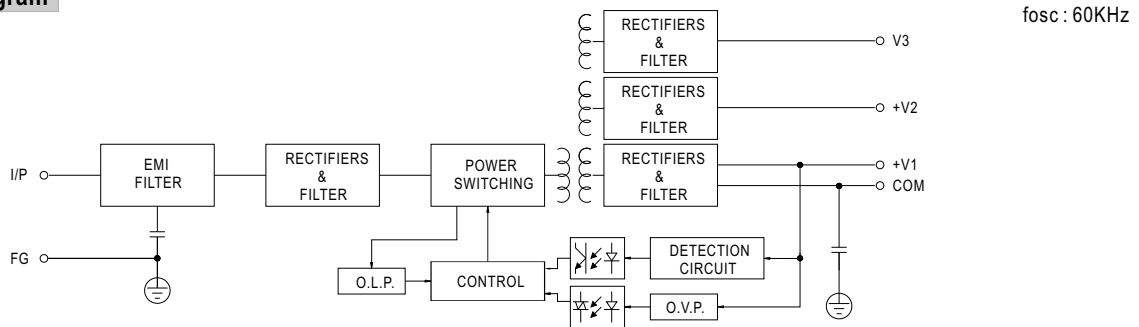 gram
fosc : 60KHz
RECTIFIERS
&
FILTER
V3
RECTIFIERS
&
FILTER
+V2
I/P
EMI
FILTER
RECTIFIERS
&
FILTER
POWER
SWITCHING
RECTIFIERS
&
FILTER
+V1
COM
FG
O.L.P.
CONTROL
DETECTION
CIRCUIT
O.V.P.